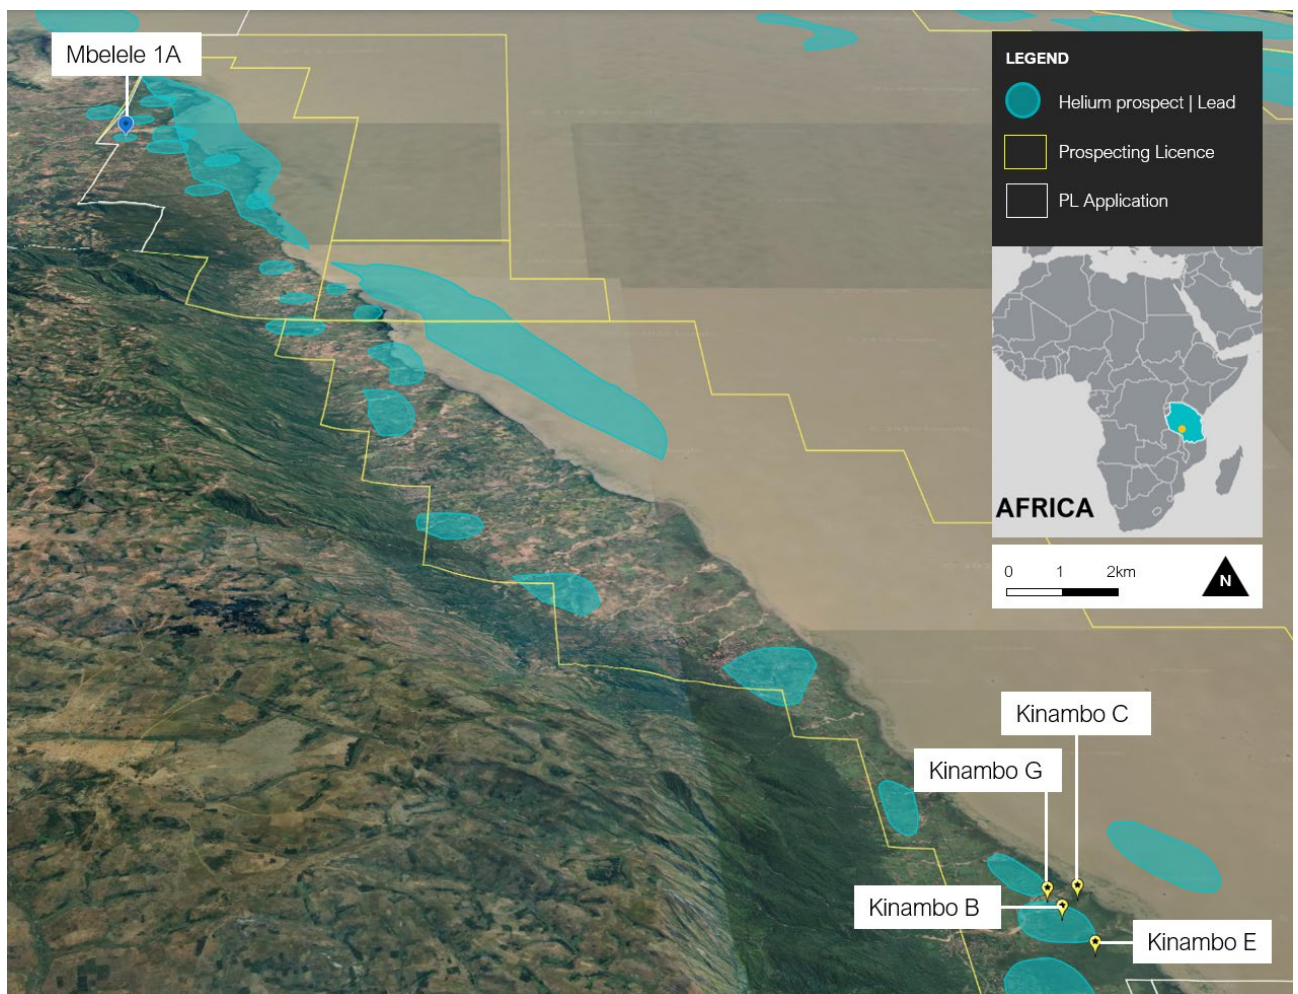 Mbelele 1A
LEGEND
Helium prospect | Lead
Prospecting Licence
PL Application
AFRICA
0 1 2km
N
Kinambo C
Kinambo G
Kinambo B
Kinambo E